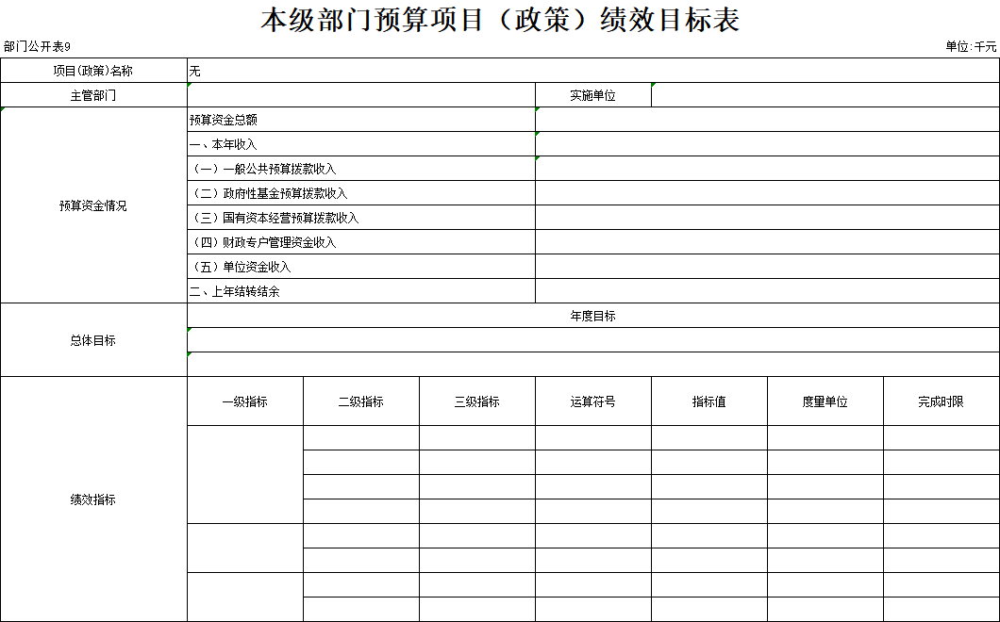 本级部门预算项目（政策）绩效目标表
部门公开表9 单位:千元
项目(政策)名称 无
主管部门 实施单位
预算资金情况
预算资金总额
一、本年收入
（一）一般公共预算拨款收入
（二）政府性基金预算拨款收入
（三）国有资本经营预算拨款收入
（四）财政专户管理资金收入
（五）单位资金收入
二、上年结转结余
总体目标
年度目标
绩效指标
一级指标 二级指标 三级指标 运算符号 指标值 度量单位 完成时限